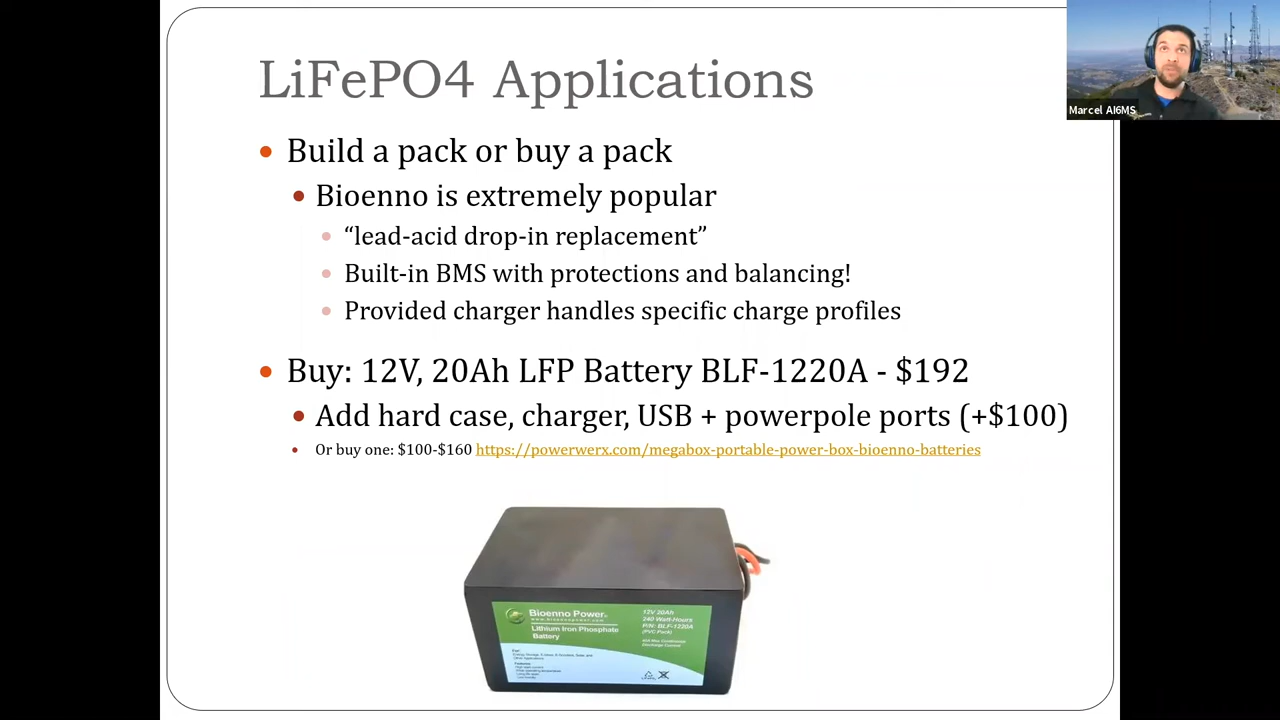 LiFePO4 Applications
Marcel AI6MS
Build a pack or buy a pack
Bioenno is extremely popular
“lead-acid drop-in replacement”
Built-in BMS with protections and balancing!
Provided charger handles specific charge profiles
Buy: 12V, 20Ah LFP Battery BLF-1220A - $192
Add hard case, charger, USB + powerpole ports (+$100)
Or buy one: $100-$160 https://powerwerx.com/megabox-portable-power-box-bioenno-batteries
Bioenno Power
www.bioennopower.com
Lithium Iron Phosphate
Battery
12V 20Ah
240 Watt-Hours
P/N: BLF-1220A
(PVC Pack)
Discharge Current
For:
Features: